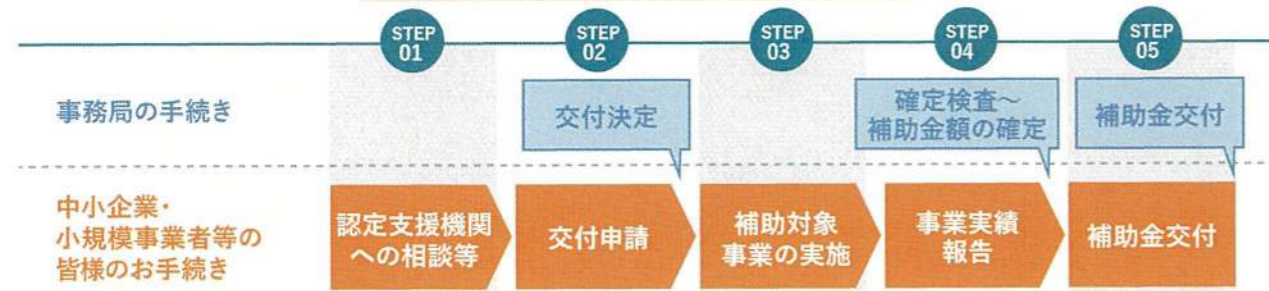 STEP
01
STEP
02
STEP
03
STEP
04
STEP
05
事務局の手続き
交付決定
確定検査～
補助金額の確定
補助金交付
中小企業・
小規模事業者等の
皆様のお手続き
認定支援機関
への相談等
交付申請
補助対象
事業の実施
事業実績
報告
補助金交付